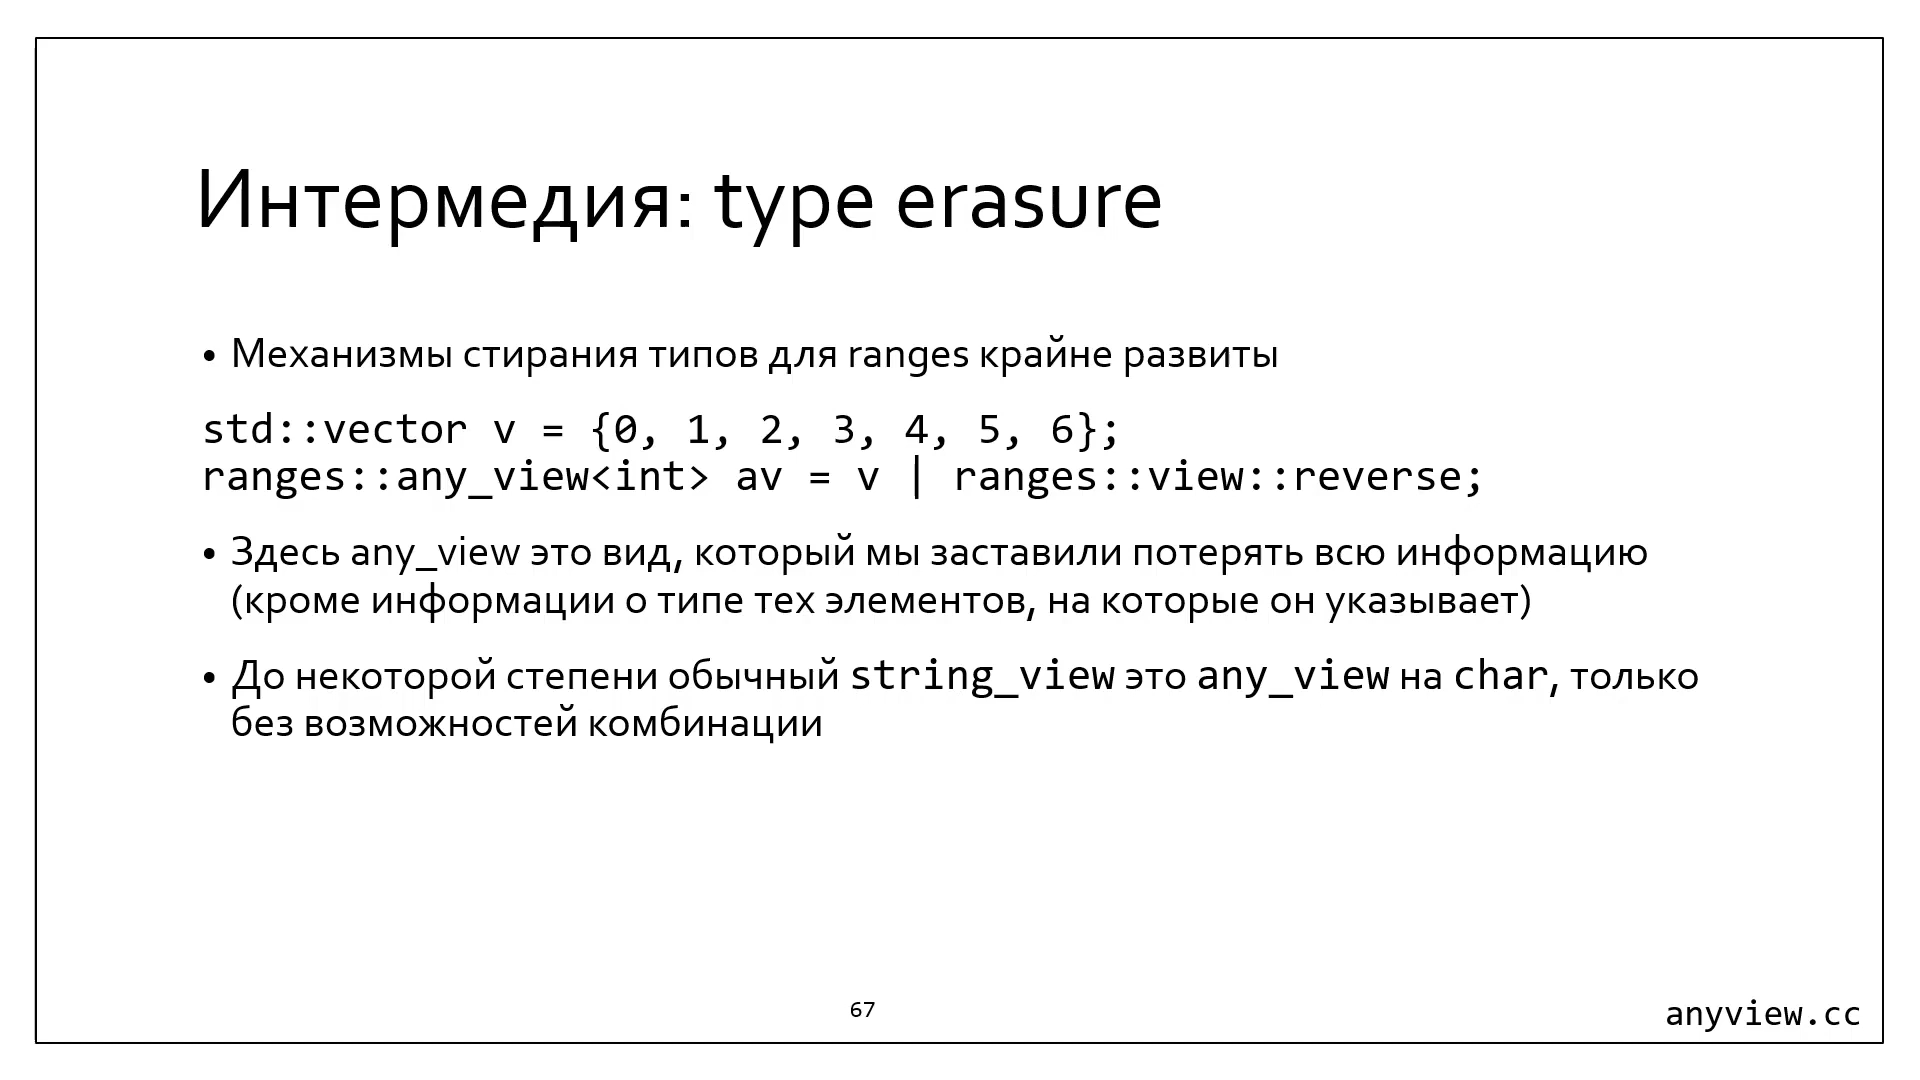 Интермедия: type erasure
• Механизмы стирания типов для ranges крайне развиты
std::vector v = {0, 1, 2, 3, 4, 5, 6};
ranges::any_view<int> av = v | ranges::view::reverse;
• Здесь any_view это вид, который мы заставили потерять всю информацию
(кроме информации о типе тех элементов, на которые он указывает)
• До некоторой степени обычный string_view это any_view на char, только
без возможностей комбинации
67
anyview.cc